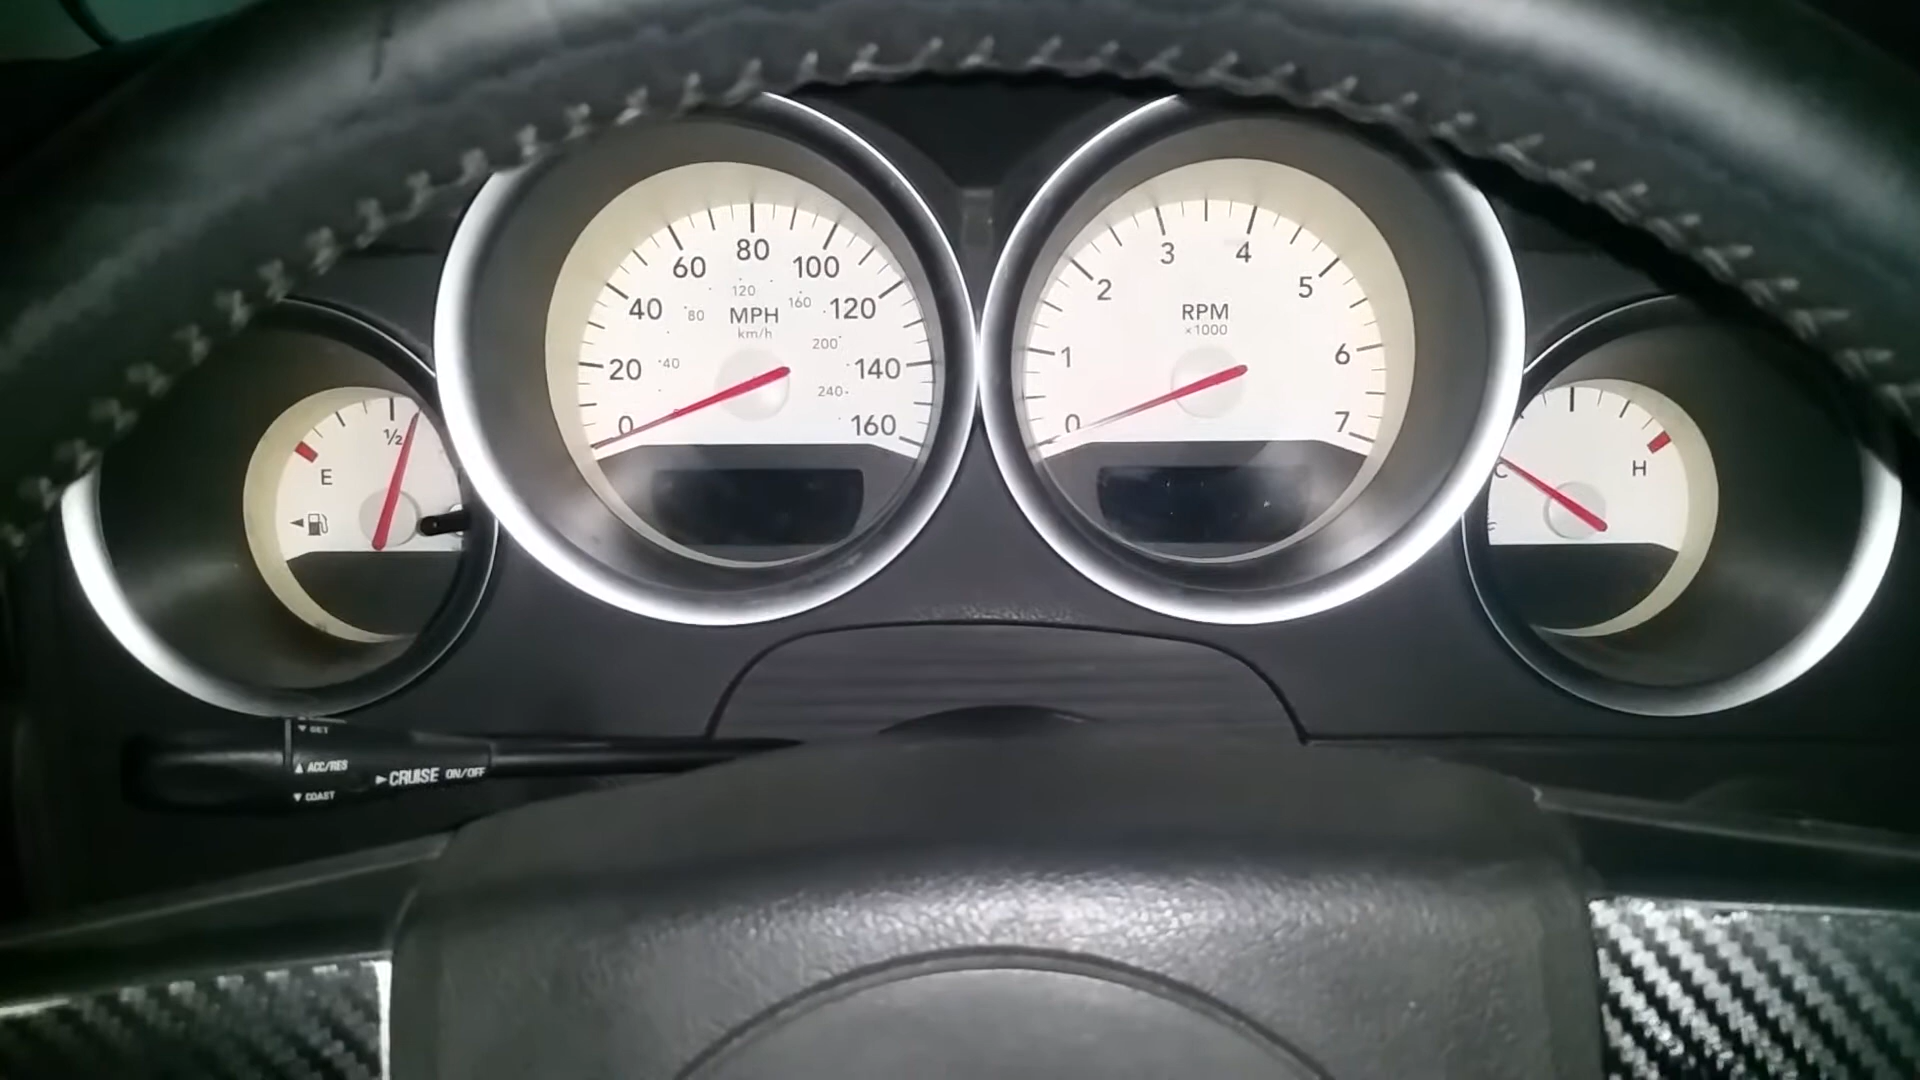 ½
E
80
60
100
40
120
20
140
0
160
120
80
160
40
200
240
MPH
km/h
3
4
2
5
1
6
0
7
RPM
×1000
C
H
▼ SET
▲ ACC/RES
▼ COAST
►CRUISE ON/OFF